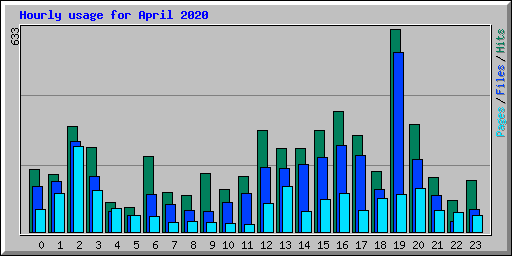 Hourly usage for April 2020
633
Pages / Files / Hits
0 1 2 3 4 5 6 7 8 9 10 11 12 13 14 15 16 17 18 19 20 21 22 23